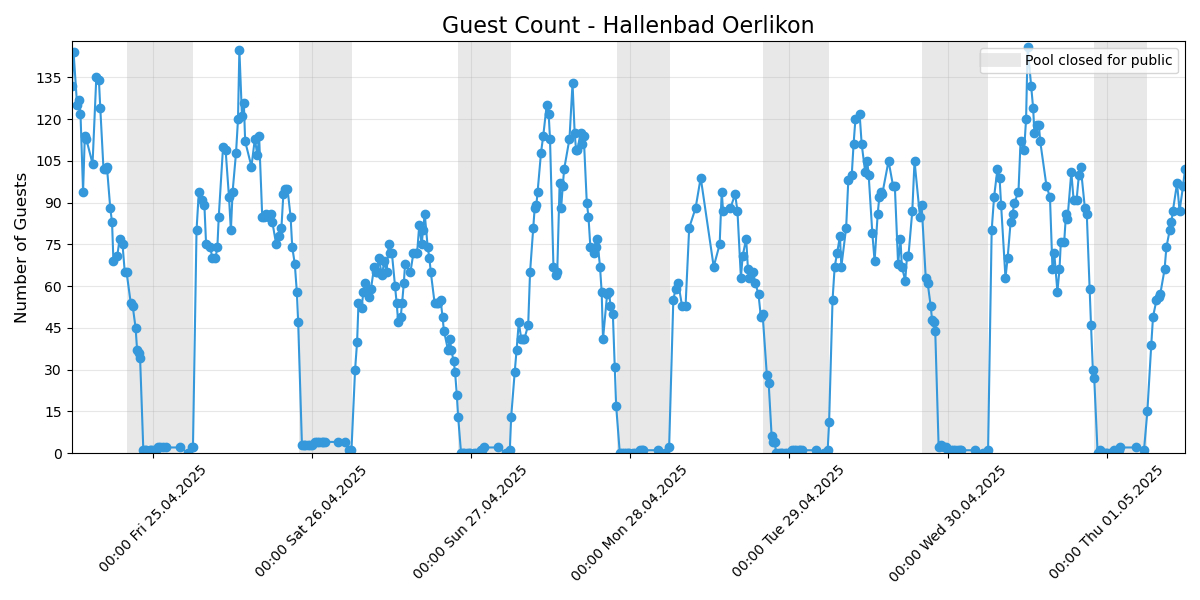 Guest Count - Hallenbad Oerlikon
Pool closed for public
Number of Guests
135
120
105
90
75
60
45
30
15
0
00:00 Fri 25.04.2025
00:00 Sat 26.04.2025
00:00 Sun 27.04.2025
00:00 Mon 28.04.2025
00:00 Tue 29.04.2025
00:00 Wed 30.04.2025
00:00 Thu 01.05.2025